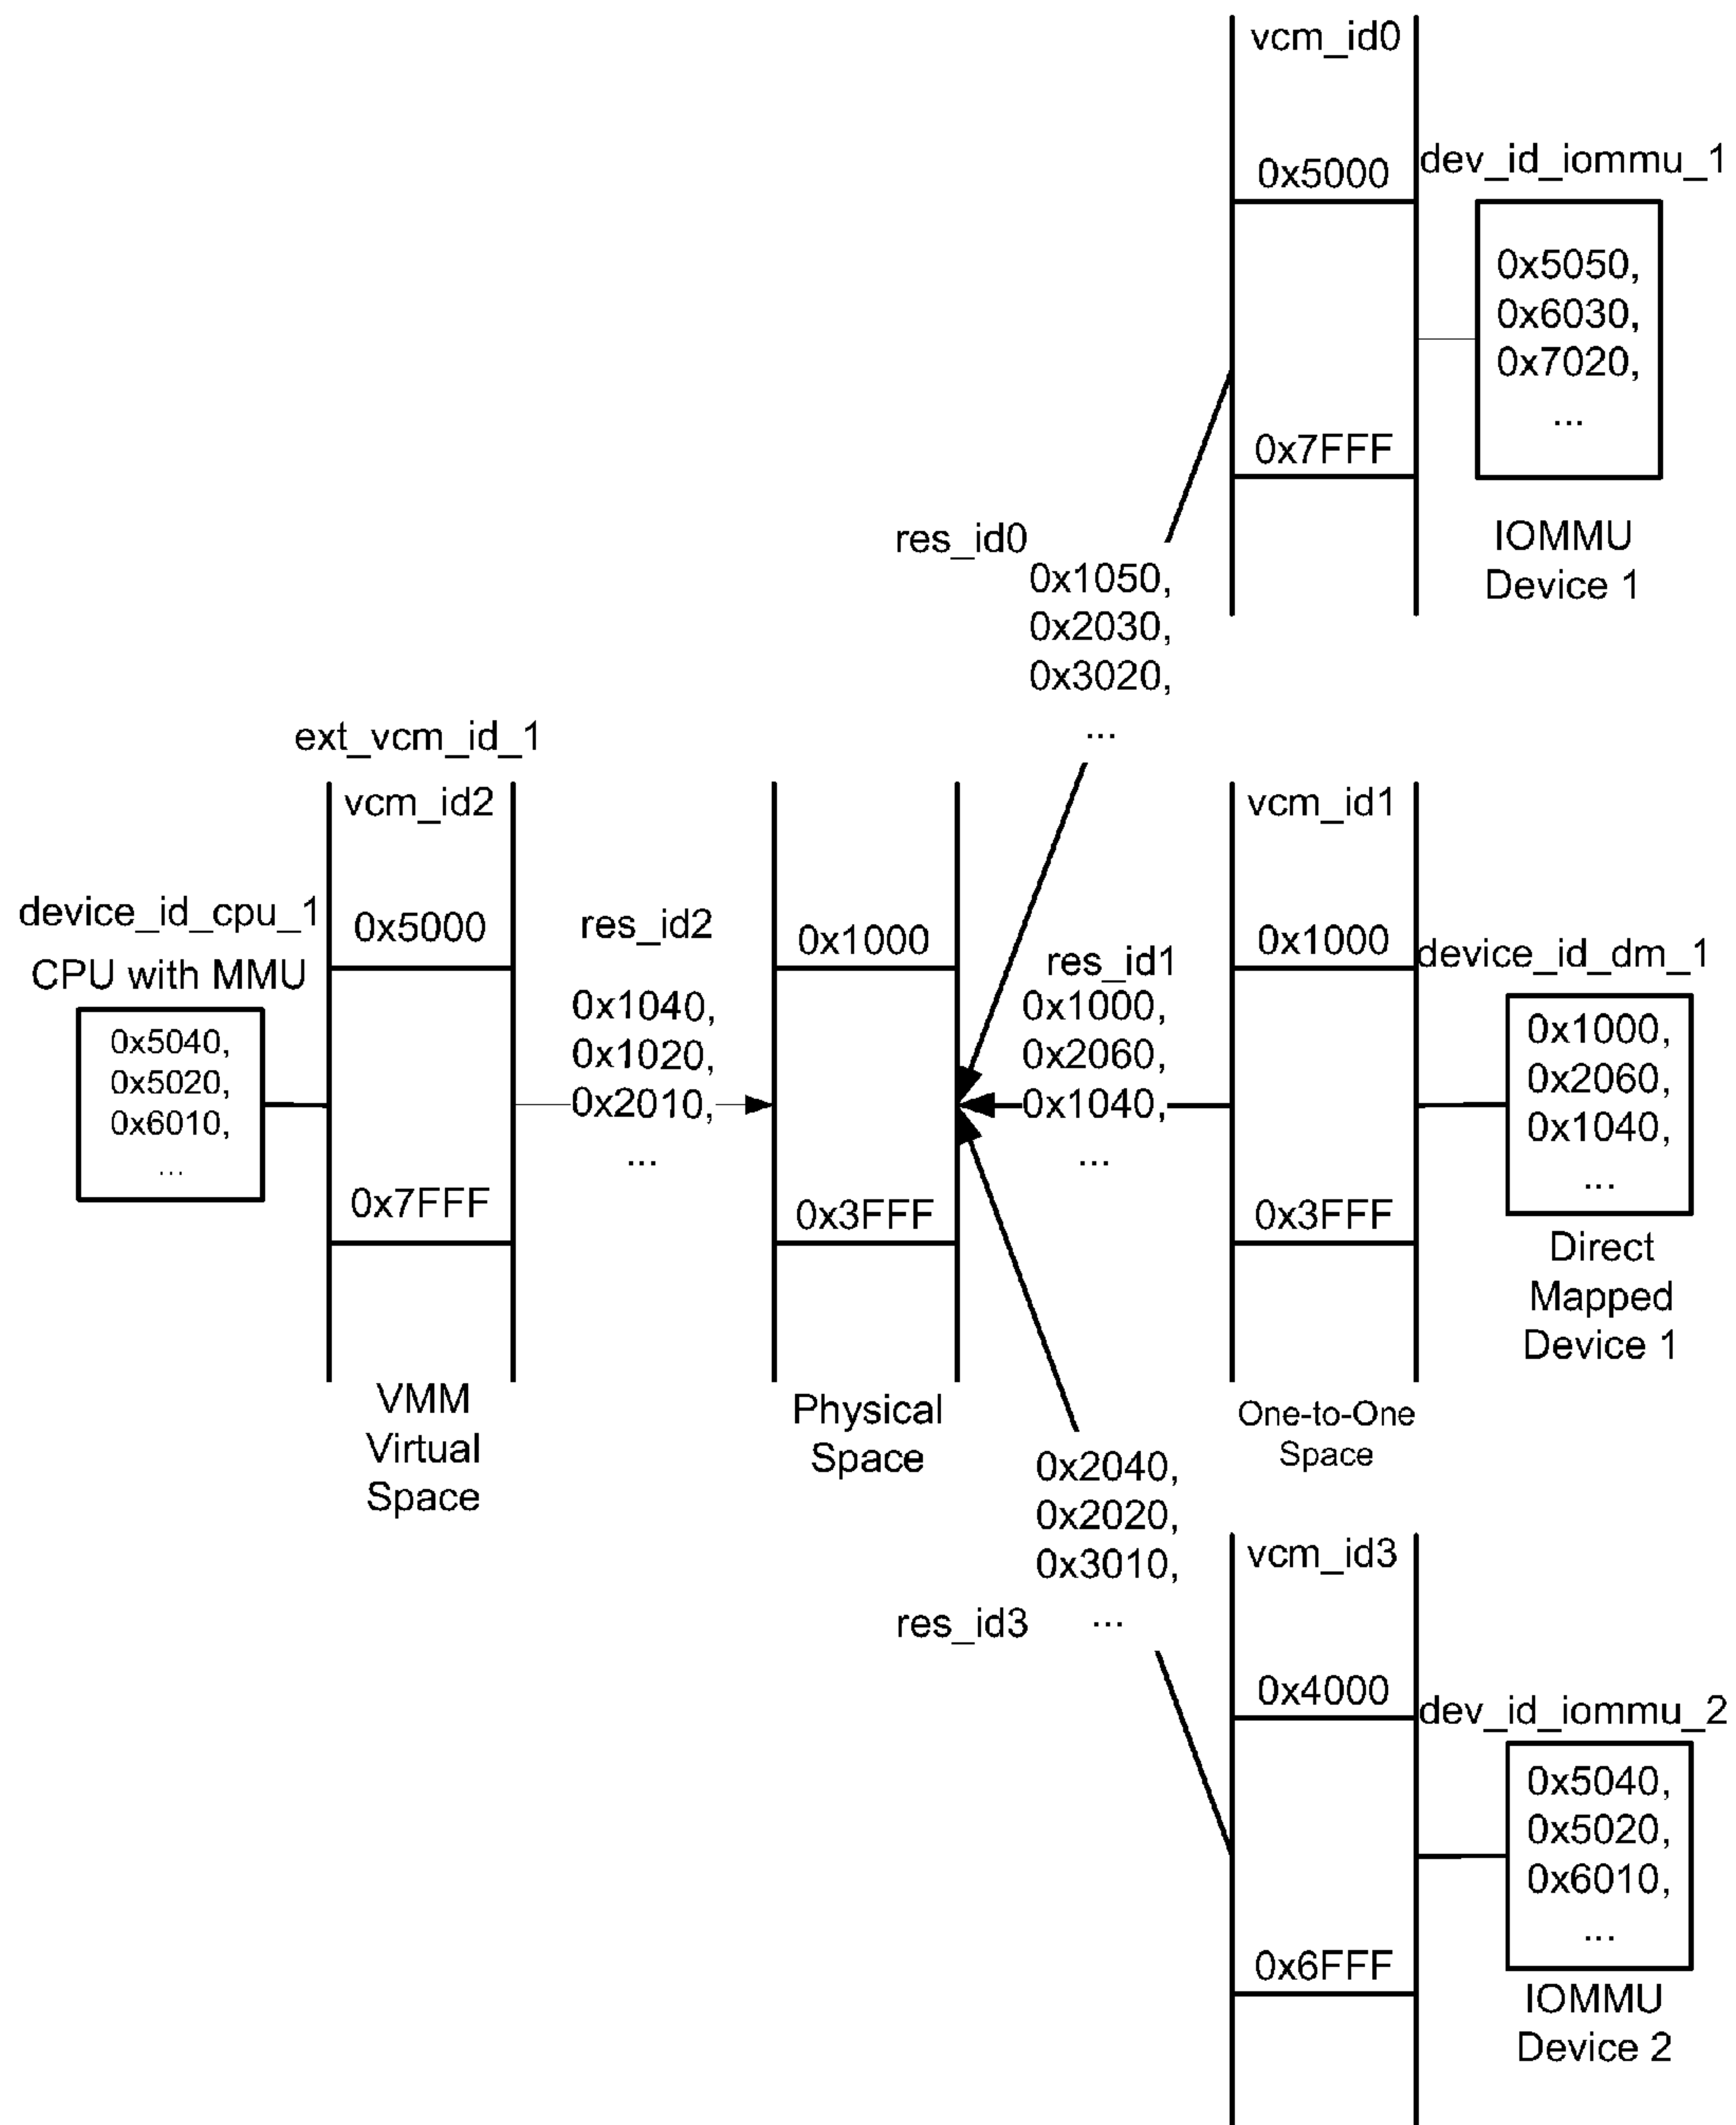 vcm_id0
0x5000
dev_id_iommu_1
0x5050,
0x6030,
0x7020,
...
0x7FFF
IOMMU
Device 1
res_id0
0x1050,
0x2030,
0x3020,
...
ext_vcm_id_1
vcm_id2
device_id_cpu_1
CPU with MMU
0x5040,
0x5020,
0x6010,
...
0x5000
0x7FFF
VMM
Virtual
Space
res_id2
0x1040,
0x1020,
0x2010,
...
0x1000
0x3FFF
Physical
Space
res_id1
0x1000,
0x2060,
0x1040,
...
vcm_id1
0x1000
0x3FFF
One-to-One
Space
device_id_dm_1
0x1000,
0x2060,
0x1040,
...
Direct
Mapped
Device 1
0x2040,
0x2020,
0x3010,
...
res_id3
vcm_id3
0x4000
0x6FFF
dev_id_iommu_2
0x5040,
0x5020,
0x6010,
...
IOMMU
Device 2